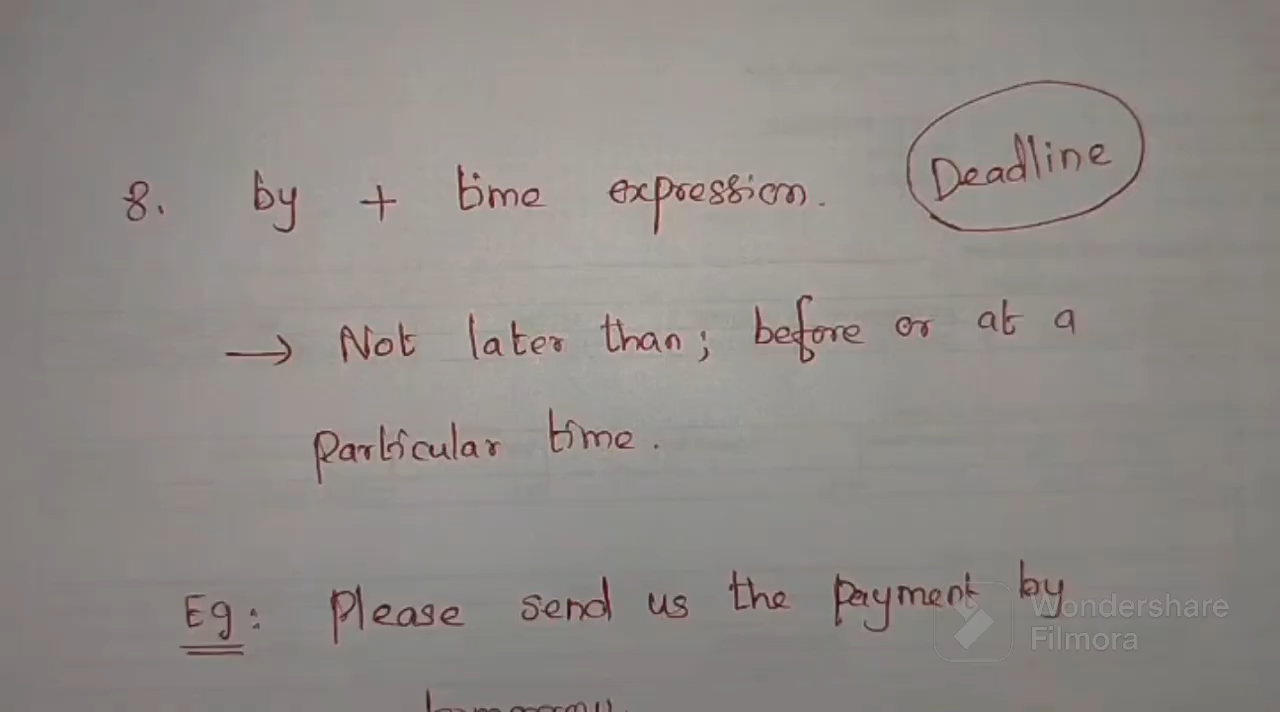 8. by + time expression.
Deadline
→ Not later than; before or at a
particular time.
Eg: Please send us the payment by
Wondershare
Filmora